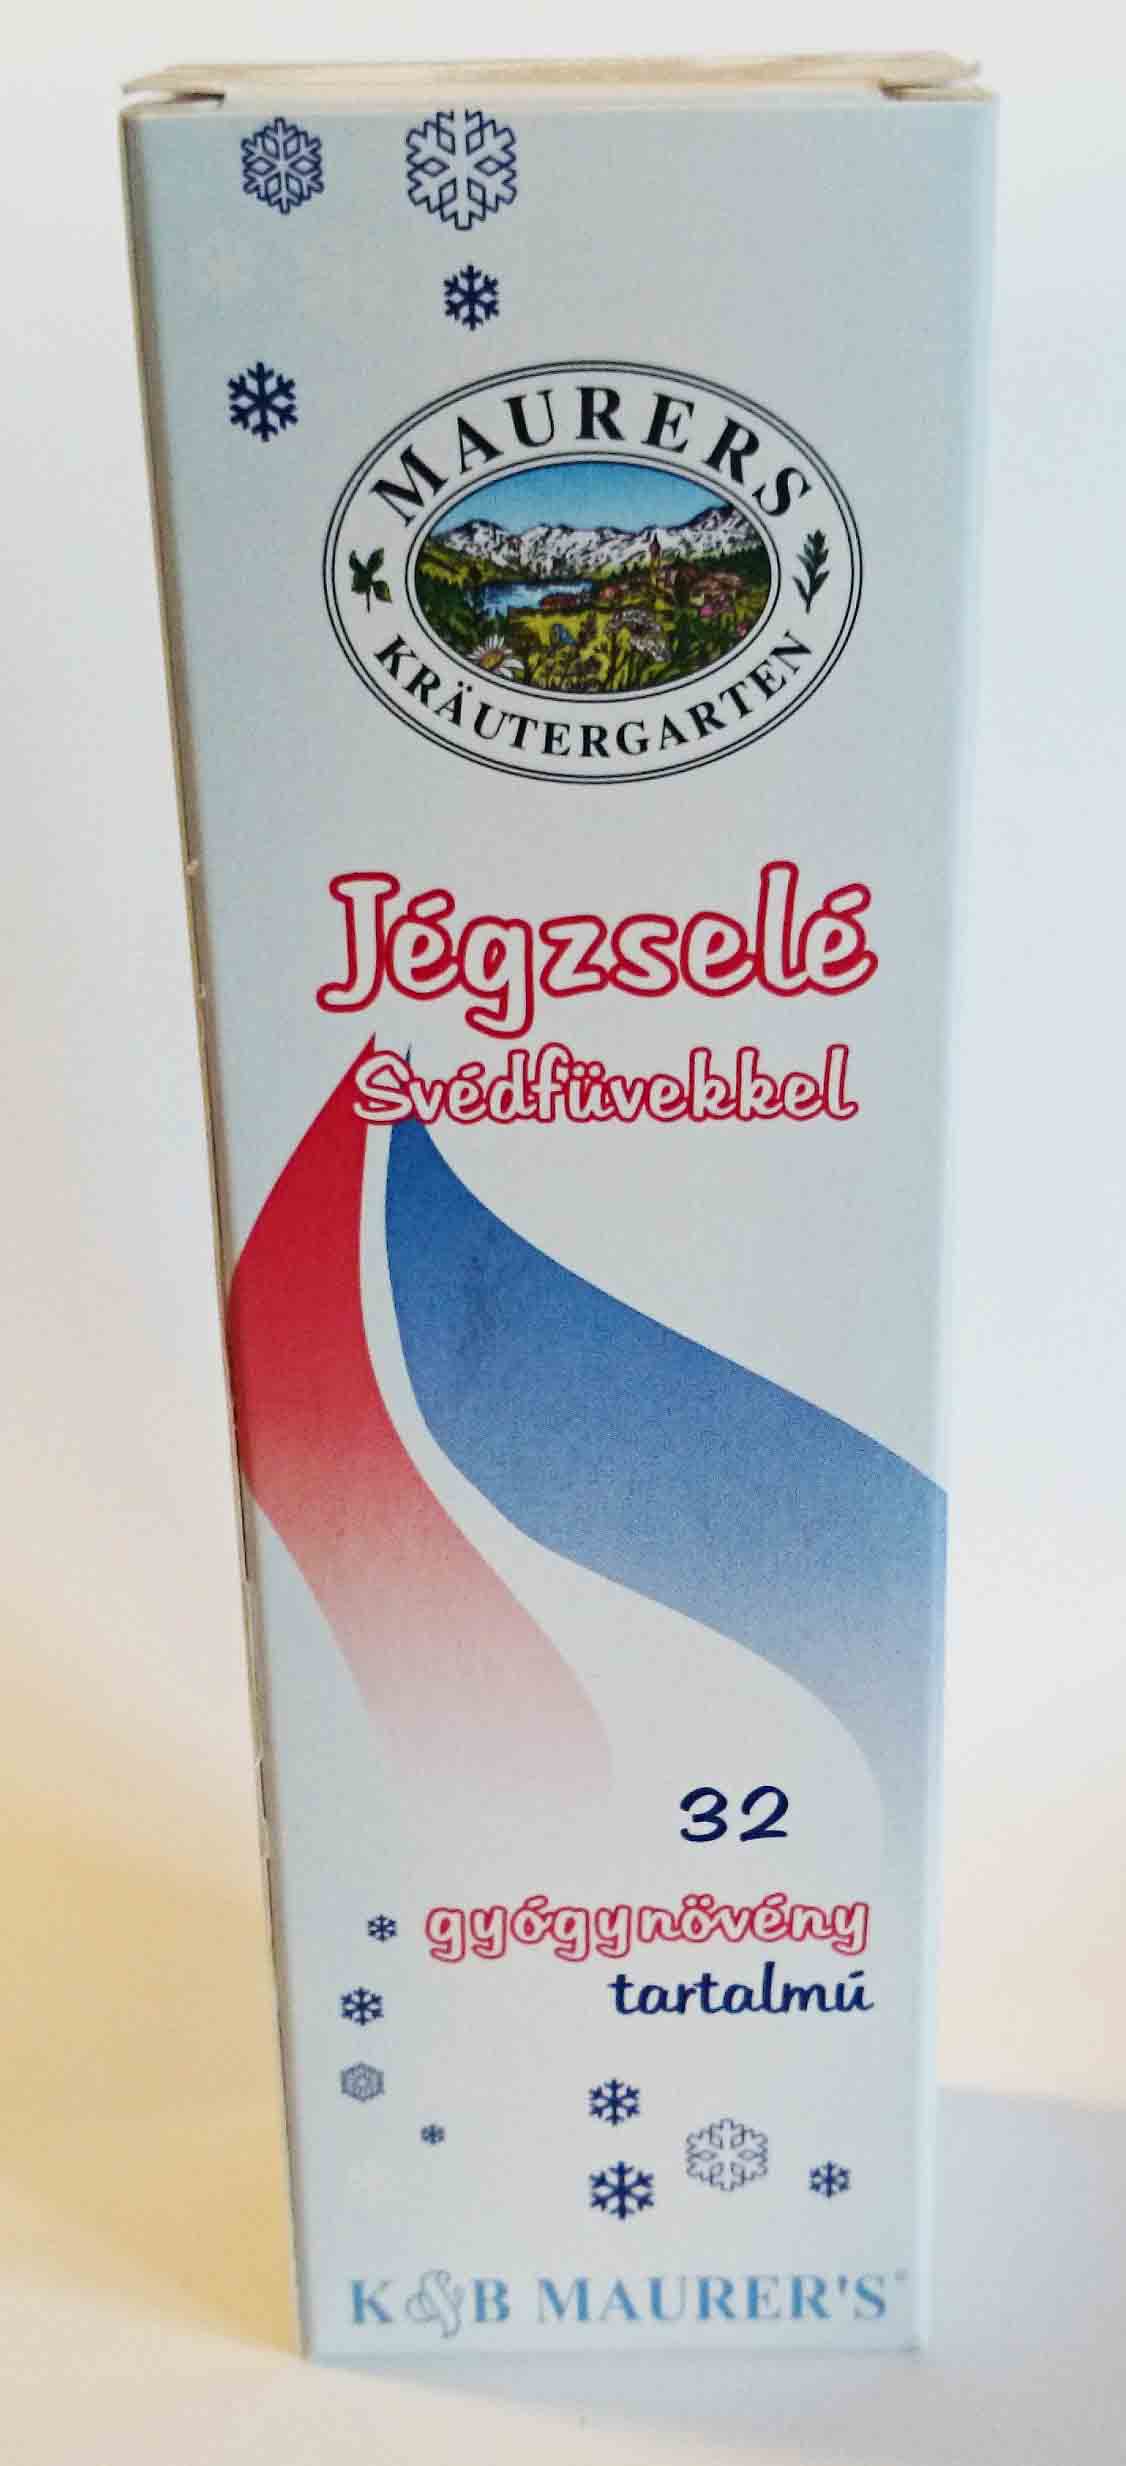 MAURERS
KRÄUTERGARTEN
Jégzselé
Svédfüvekkel
32
gyógynövény
tartalmú
K & B MAURER'S®